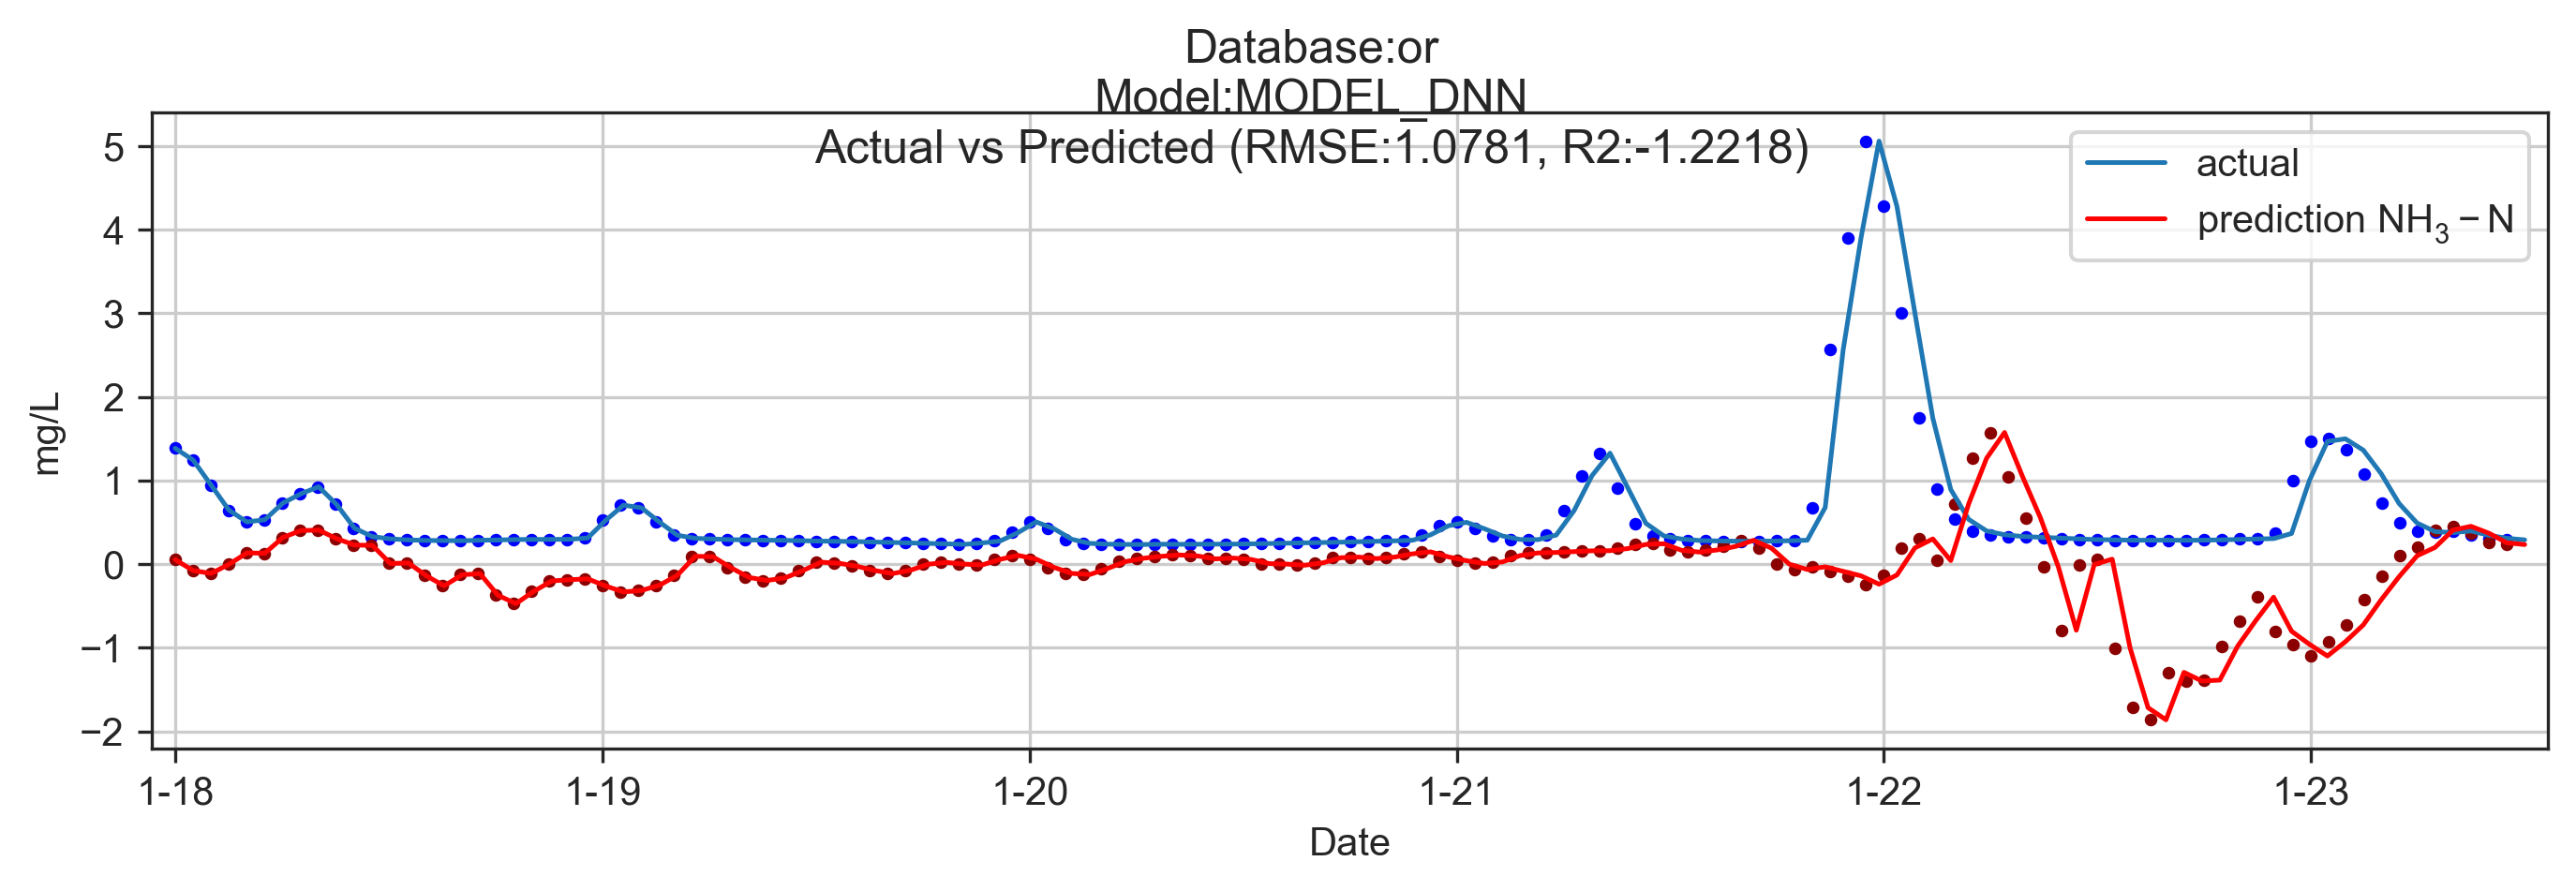 Database:or
Model:MODEL_DNN
Actual vs Predicted (RMSE:1.0781, R2:-1.2218)
actual
prediction NH₃ − N
mg/L
5
4
3
2
1
0
−1
−2
1-18 1-19 1-20 1-21 1-22 1-23
Date